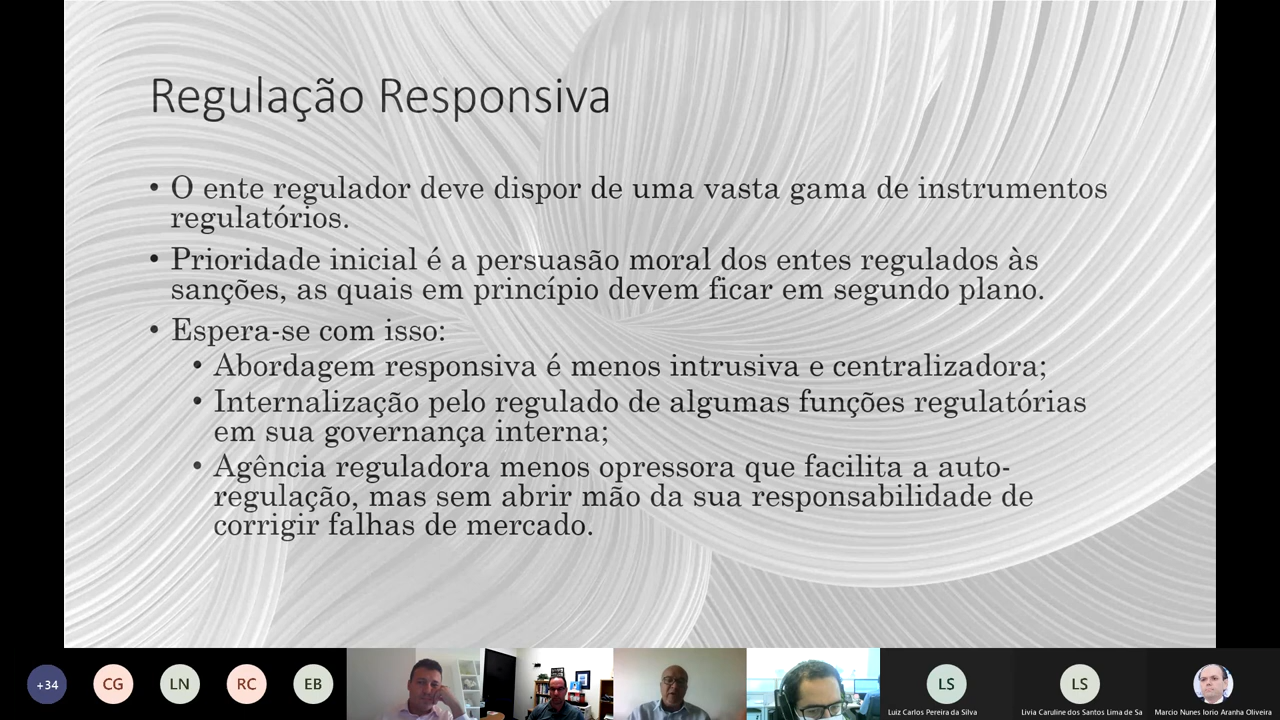 Regulação Responsiva
• O ente regulador deve dispor de uma vasta gama de instrumentos
regulatórios.
• Prioridade inicial é a persuasão moral dos entes regulados às
sanções, as quais em princípio devem ficar em segundo plano.
• Espera-se com isso:
• Abordagem responsiva é menos intrusiva e centralizadora;
• Internalização pelo regulado de algumas funções regulatórias
em sua governança interna;
• Agência reguladora menos opressora que facilita a auto-
regulação, mas sem abrir mão da sua responsabilidade de
corrigir falhas de mercado.
+34 CG LN RC EB LS LS
Luiz Carlos Pereira da Silva Livia Caruline dos Santos Lima de Sa Marcio Nunes Iorio Aranha Oliveira